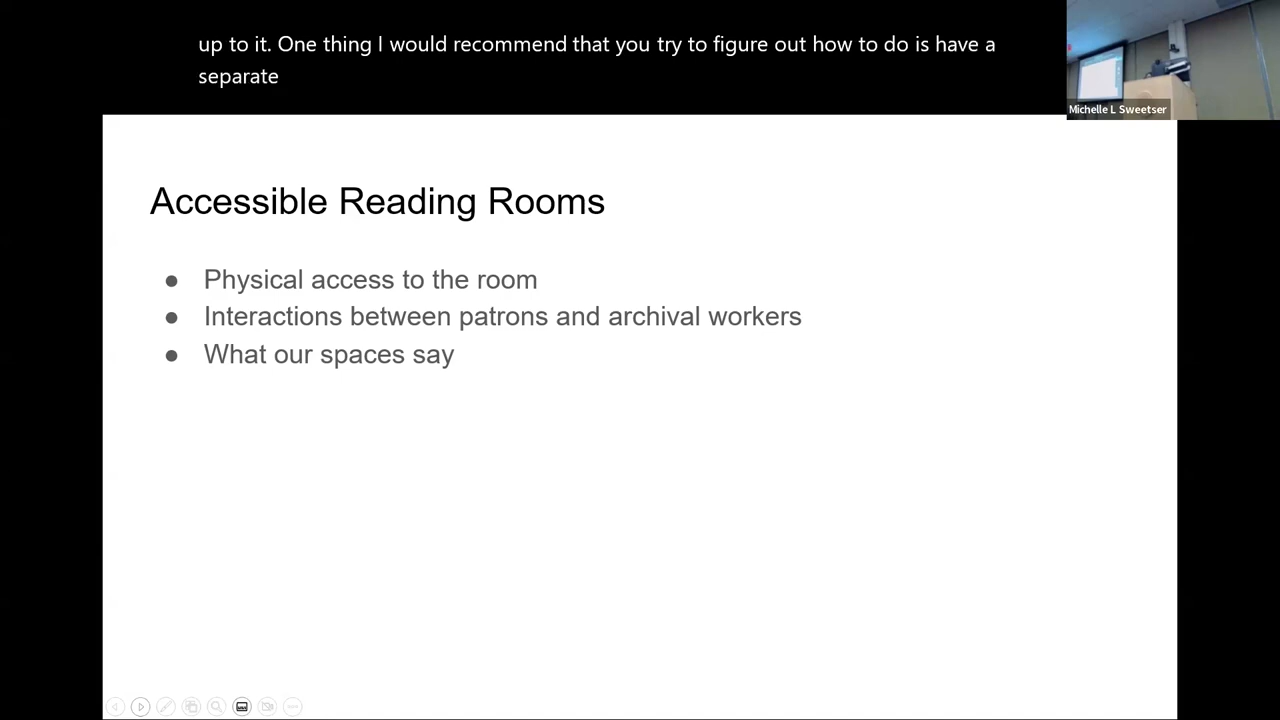 up to it. One thing I would recommend that you try to figure out how to do is have a
separate
Michelle L Sweetser
Accessible Reading Rooms
● Physical access to the room
● Interactions between patrons and archival workers
● What our spaces say